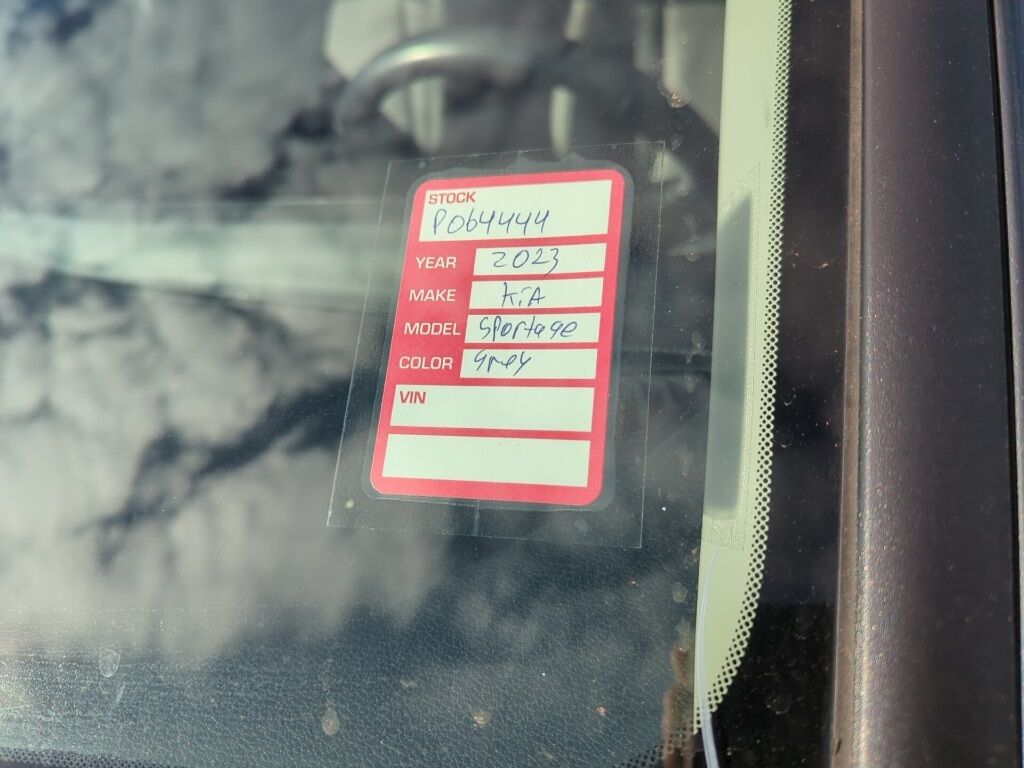 STOCK
P064444
YEAR 2023
MAKE KiA
MODEL Sportage
COLOR Grey
VIN